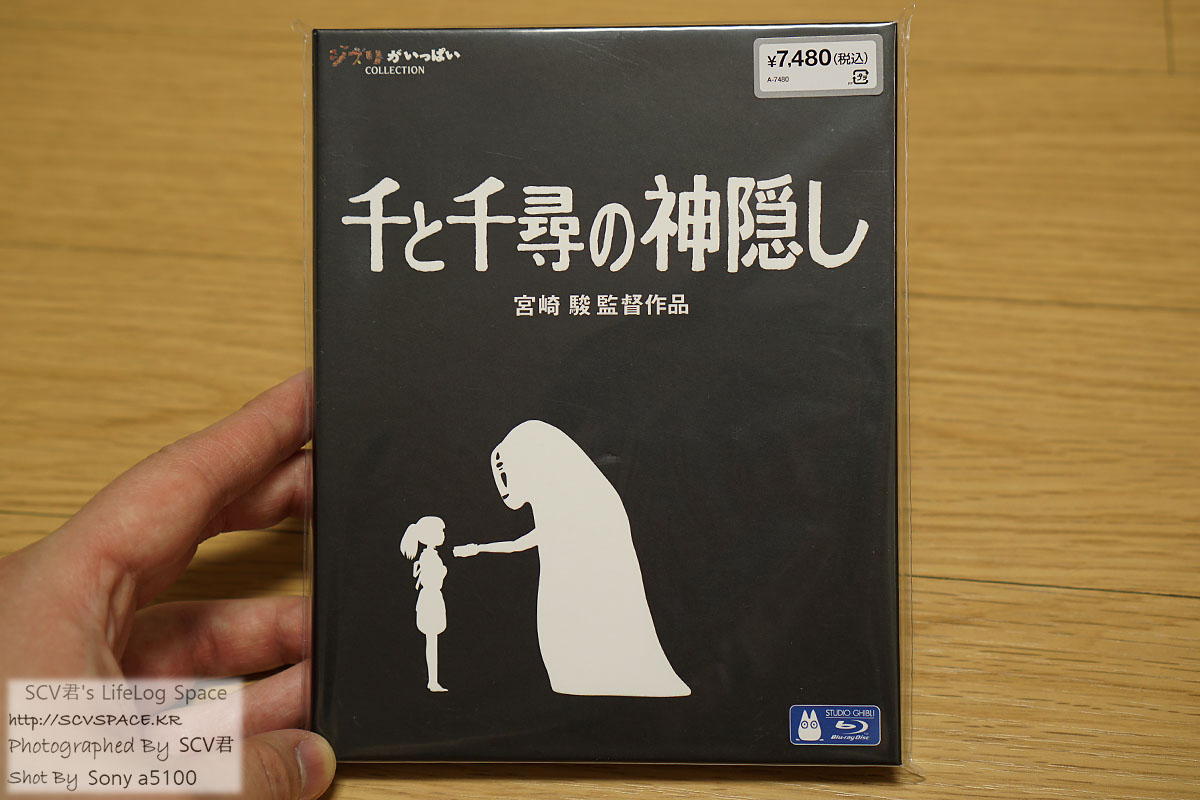 ジブリがいっぱい
COLLECTION
¥7,480(税込)
A-7480
千と千尋の神隠し
宮崎 駿 監督作品
STUDIO GHIBLI
Blu-ray Disc
SCV君's LifeLog Space
http://SCVSPACE.KR
Photographed By SCV君
Shot By Sony a5100